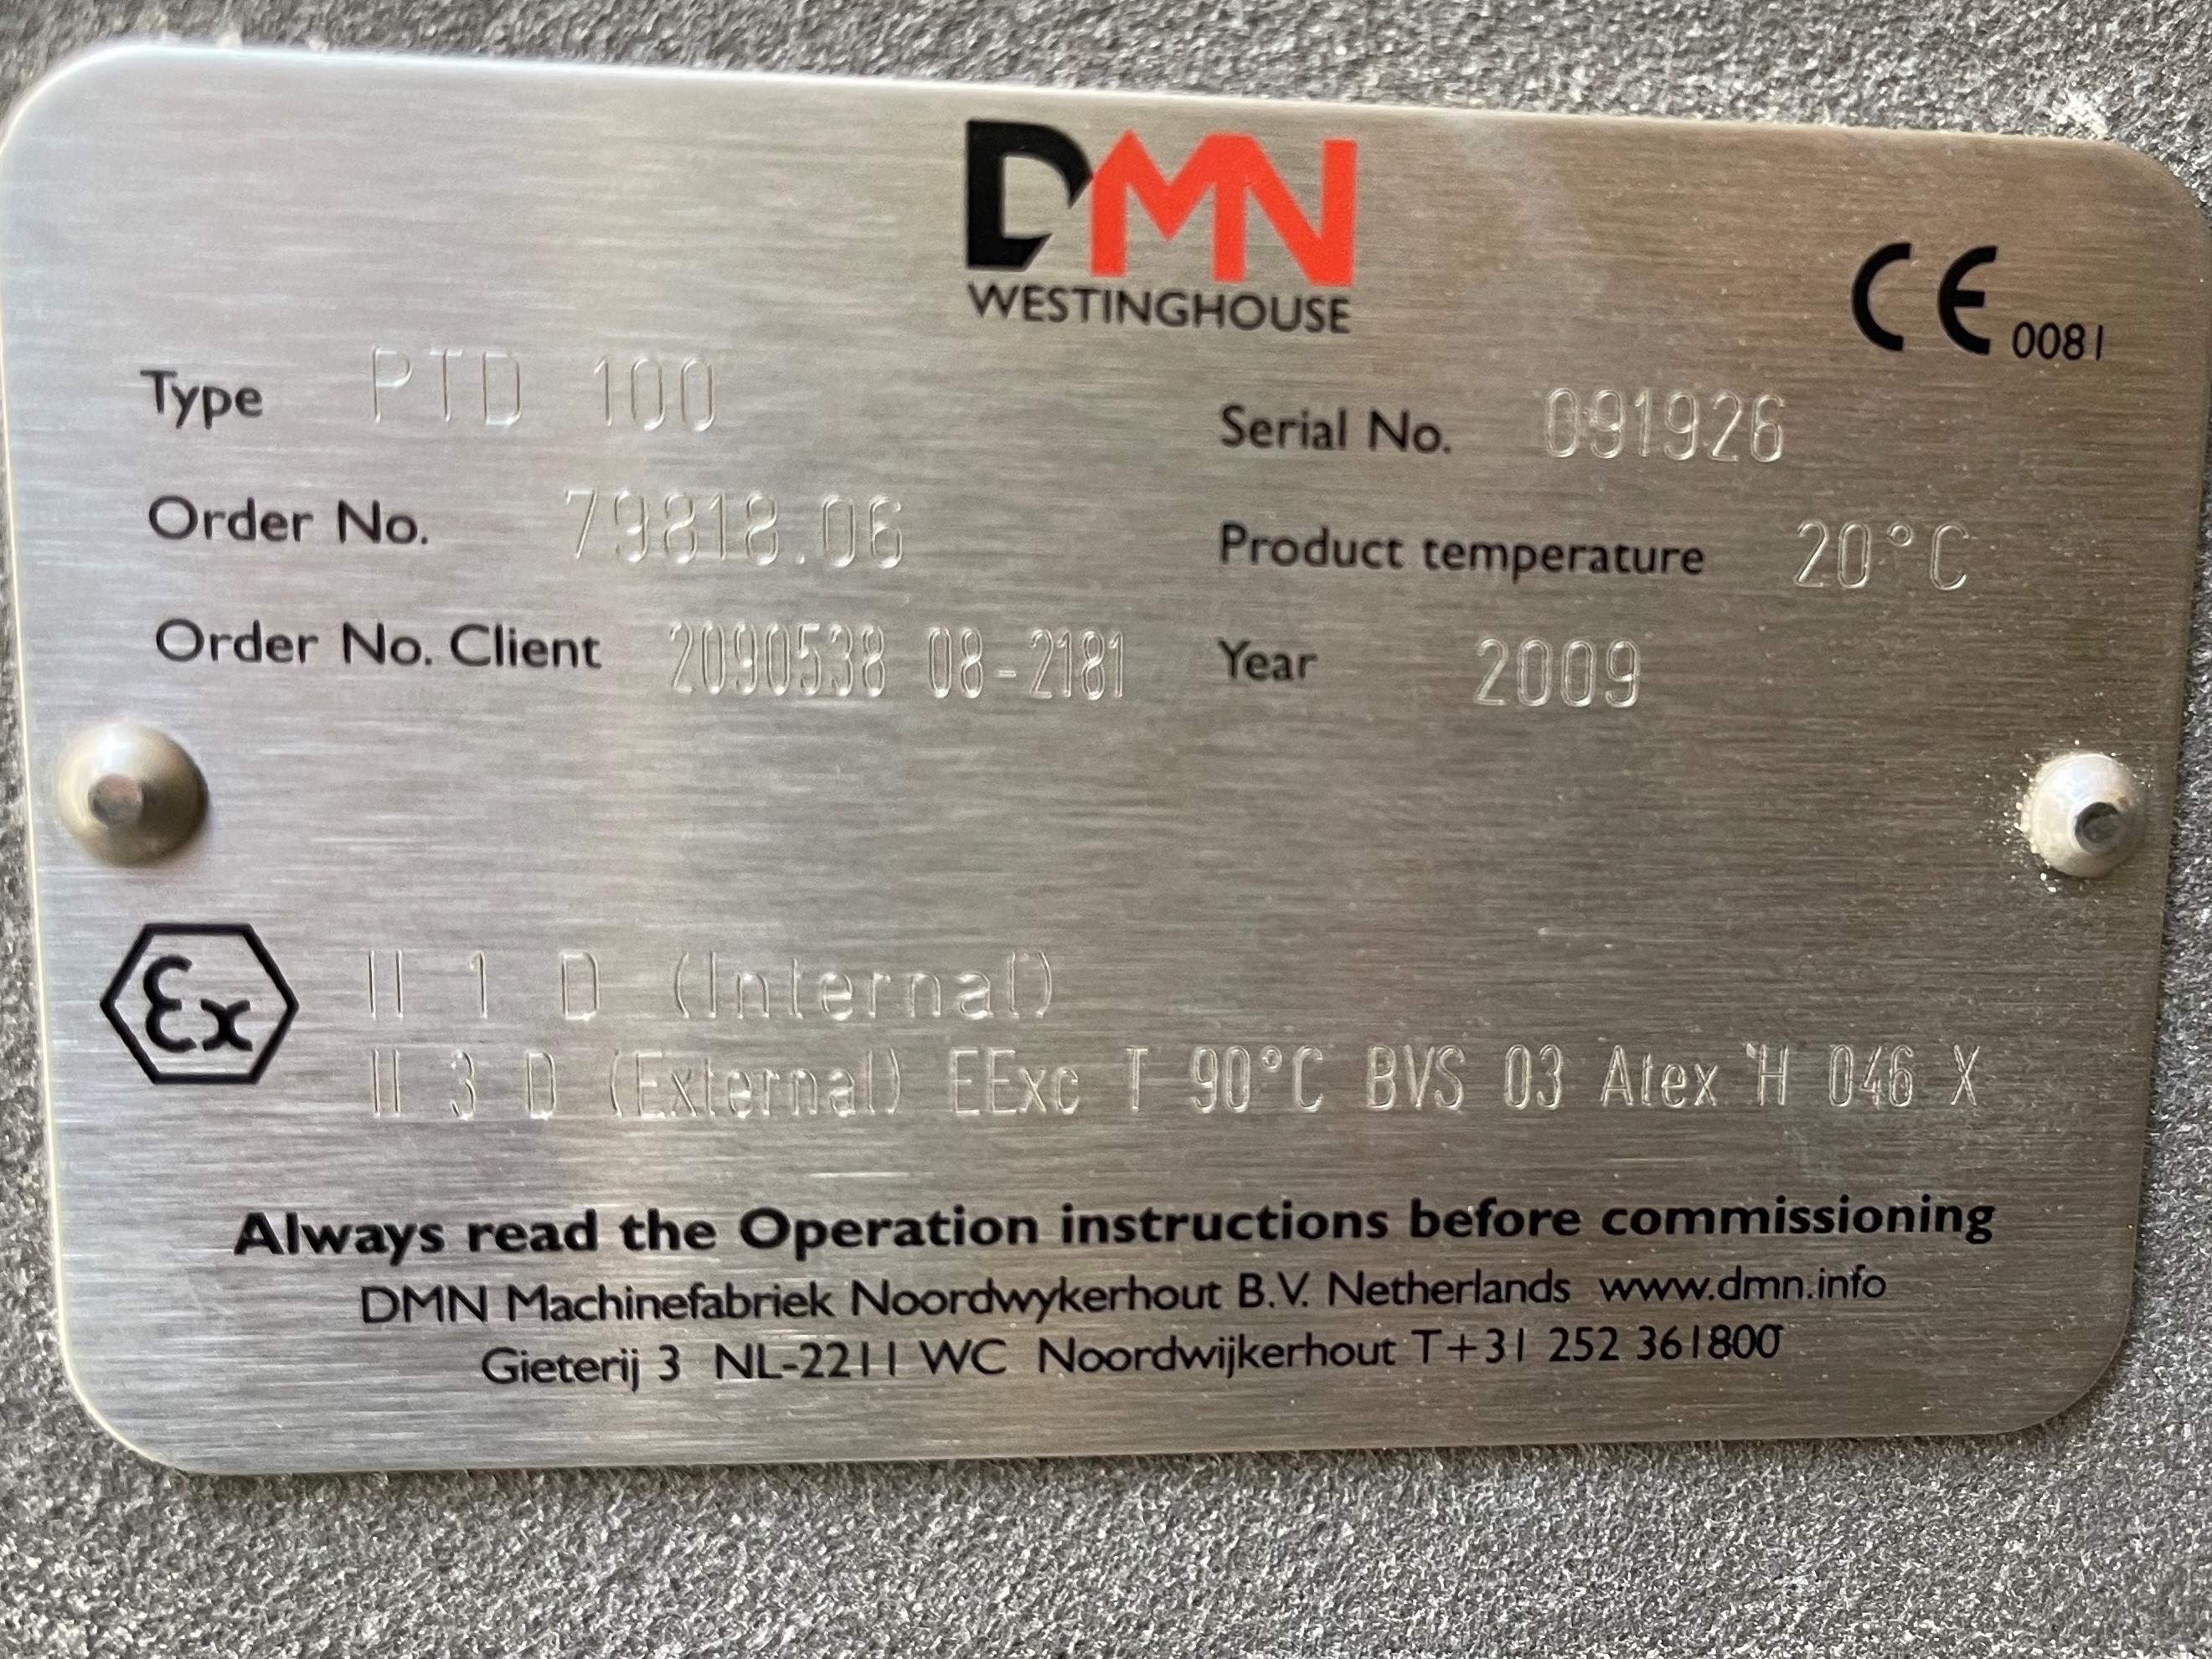 DMN
WESTINGHOUSE
CE 0081
Type PTD 100
Serial No. 091926
Order No. 79818.06
Product temperature 20°C
Order No. Client 2090538 08-2181
Year 2009
Ex II 1 D (Internal)
II 3 D (External) EExc T 90°C BVS 03 Atex H 046 X
Always read the Operation instructions before commissioning
DMN Machinefabriek Noordwykerhout B.V. Netherlands www.dmn.info
Gieterij 3 NL-2211 WC Noordwijkerhout T+31 252 361800